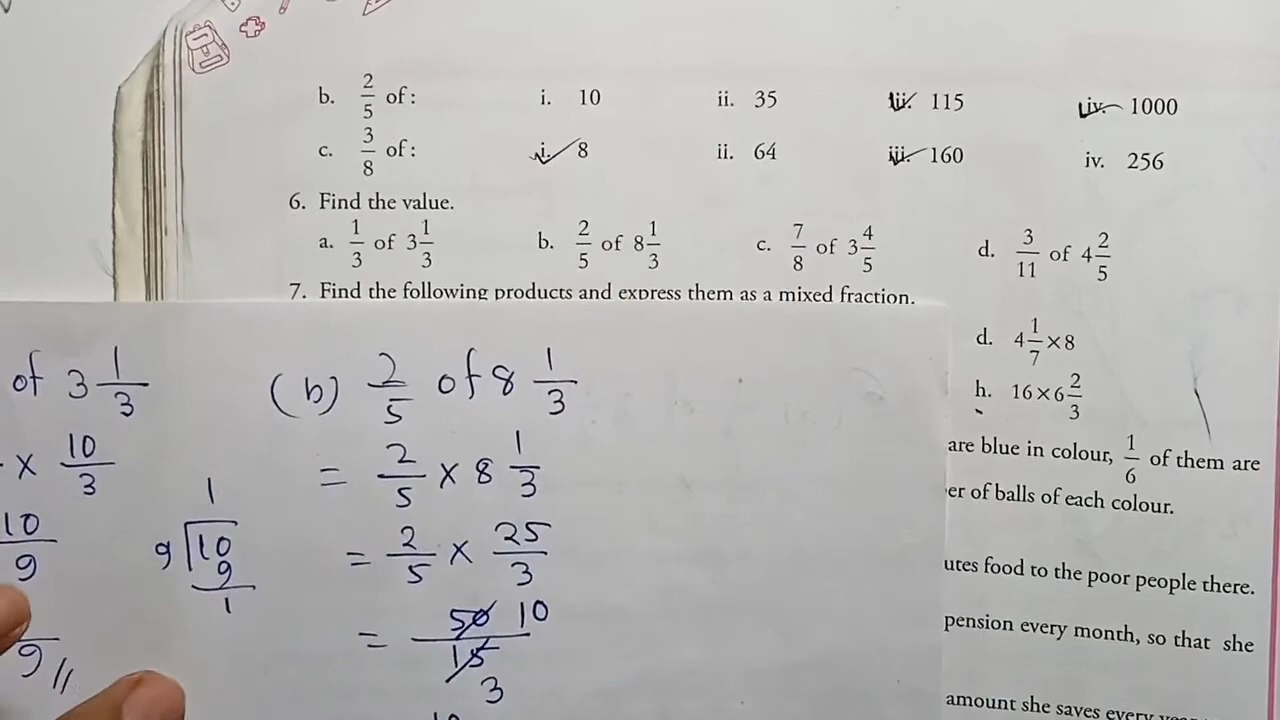 b. 2/5 of: i. 10 ii. 35 iii. 115 iv. 1000
c. 3/8 of: i. 8 ii. 64 iii. 160 iv. 256
6. Find the value.
a. 1/3 of 3 1/3 b. 2/5 of 8 1/3 c. 7/8 of 3 4/5 d. 3/11 of 4 2/5
7. Find the following products and express them as a mixed fraction.
d. 4 1/7 × 8
h. 16 × 6 2/3
are blue in colour, 1/6 of them are
er of balls of each colour.
utes food to the poor people there.
pension every month, so that she
amount she saves every
of 3 1/3
× 10/3
10/9
9 //
1
9 10
9
1
(b) 2/5 of 8 1/3
= 2/5 × 8 1/3
= 2/5 × 25/3
= 50/15 10/3
10